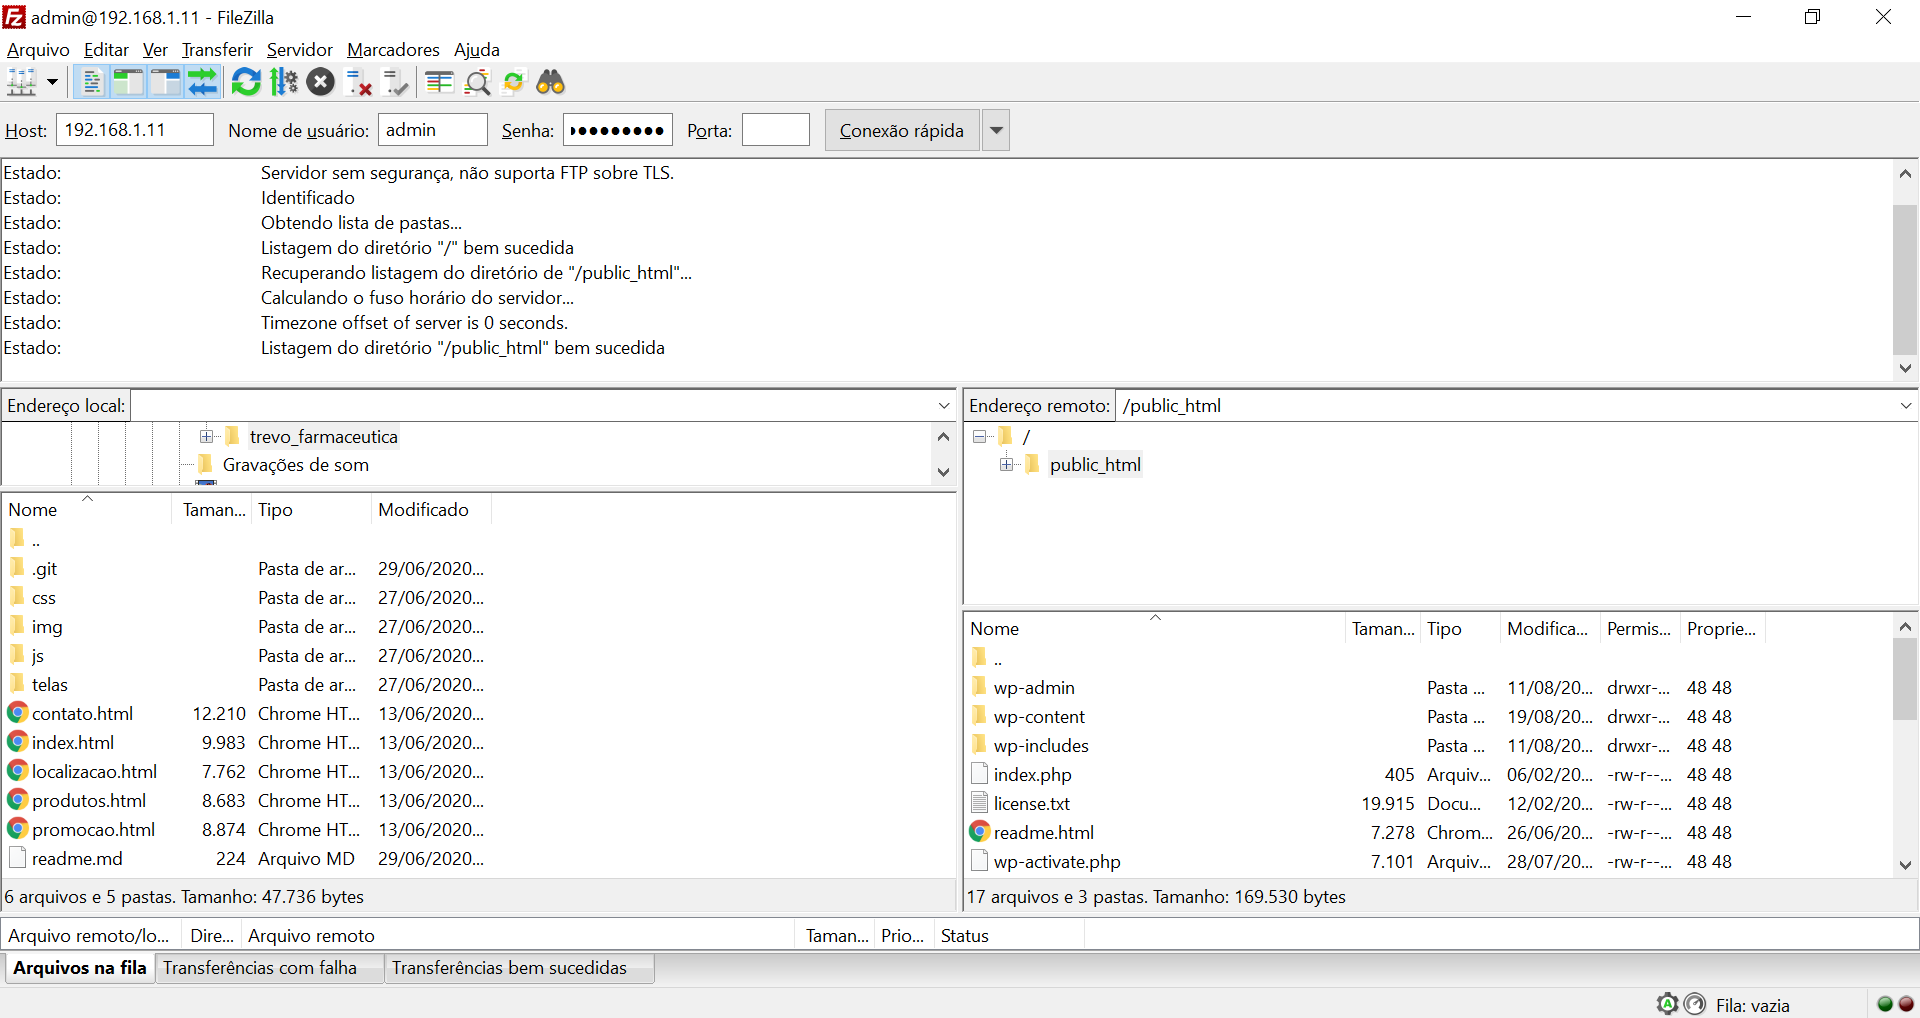 admin@192.168.1.11 - FileZilla
Arquivo Editar Ver Transferir Servidor Marcadores Ajuda
Host: 192.168.1.11 Nome de usuário: admin Senha: ●●●●●●●●● Porta: Conexão rápida
Estado: Servidor sem segurança, não suporta FTP sobre TLS.
Estado: Identificado
Estado: Obtendo lista de pastas...
Estado: Listagem do diretório "/" bem sucedida
Estado: Recuperando listagem do diretório de "/public_html"...
Estado: Calculando o fuso horário do servidor...
Estado: Timezone offset of server is 0 seconds.
Estado: Listagem do diretório "/public_html" bem sucedida
Endereço local:
trevo_farmaceutica
Gravações de som
Nome Taman... Tipo Modificado
..
.git Pasta de ar... 29/06/2020...
css Pasta de ar... 27/06/2020...
img Pasta de ar... 27/06/2020...
js Pasta de ar... 27/06/2020...
telas Pasta de ar... 27/06/2020...
contato.html 12.210 Chrome HT... 13/06/2020...
index.html 9.983 Chrome HT... 13/06/2020...
localizacao.html 7.762 Chrome HT... 13/06/2020...
produtos.html 8.683 Chrome HT... 13/06/2020...
promocao.html 8.874 Chrome HT... 13/06/2020...
readme.md 224 Arquivo MD 29/06/2020...
6 arquivos e 5 pastas. Tamanho: 47.736 bytes
Endereço remoto: /public_html
/
public_html
Nome Taman... Tipo Modifica... Permis... Proprie...
..
wp-admin Pasta ... 11/08/20... drwxr-... 48 48
wp-content Pasta ... 19/08/20... drwxr-... 48 48
wp-includes Pasta ... 11/08/20... drwxr-... 48 48
index.php 405 Arquiv... 06/02/20... -rw-r--... 48 48
license.txt 19.915 Docu... 12/02/20... -rw-r--... 48 48
readme.html 7.278 Chrom... 26/06/20... -rw-r--... 48 48
wp-activate.php 7.101 Arquiv... 28/07/20... -rw-r--... 48 48
17 arquivos e 3 pastas. Tamanho: 169.530 bytes
Arquivo remoto/lo... Dire... Arquivo remoto Taman... Prio... Status
Arquivos na fila Transferências com falha Transferências bem sucedidas
Fila: vazia